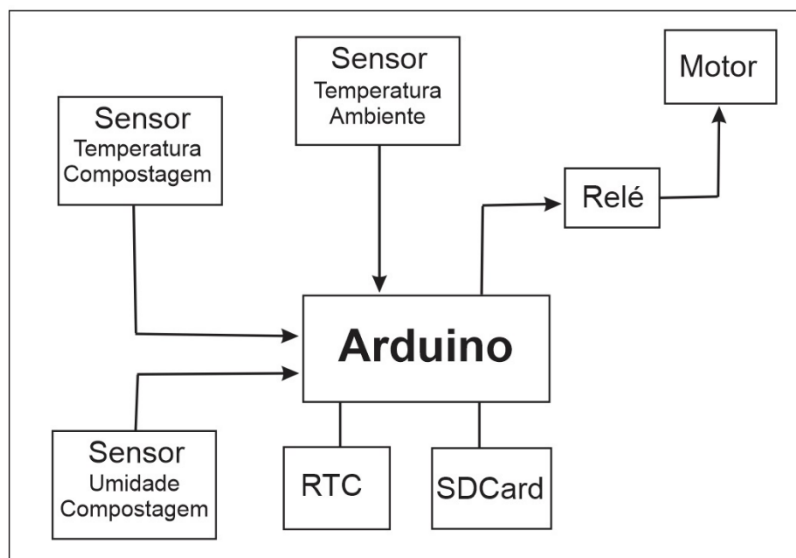 Sensor
Temperatura
Ambiente
Motor
Sensor
Temperatura
Compostagem
Relé
Arduino
Sensor
Umidade
Compostagem
RTC
SDCard